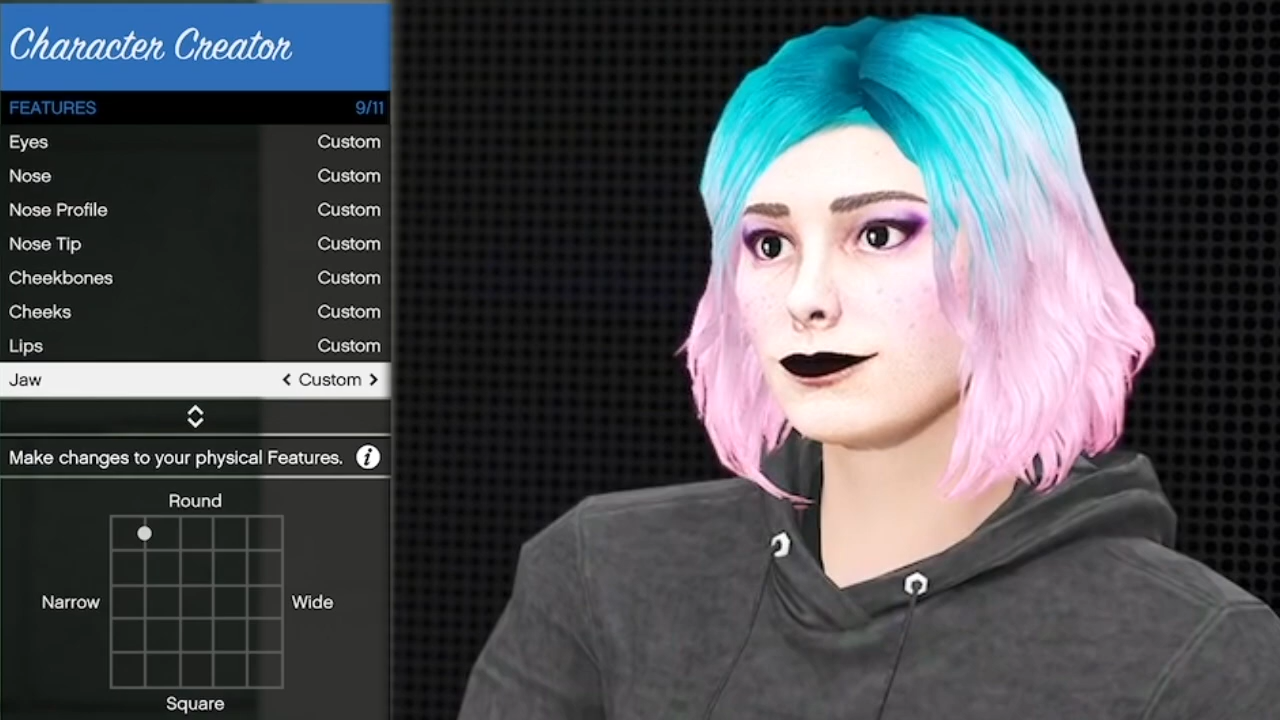 Character Creator
FEATURES 9/11
Eyes Custom
Nose Custom
Nose Profile Custom
Nose Tip Custom
Cheekbones Custom
Cheeks Custom
Lips Custom
Jaw Custom
Make changes to your physical Features.
Round
Narrow Wide
Square